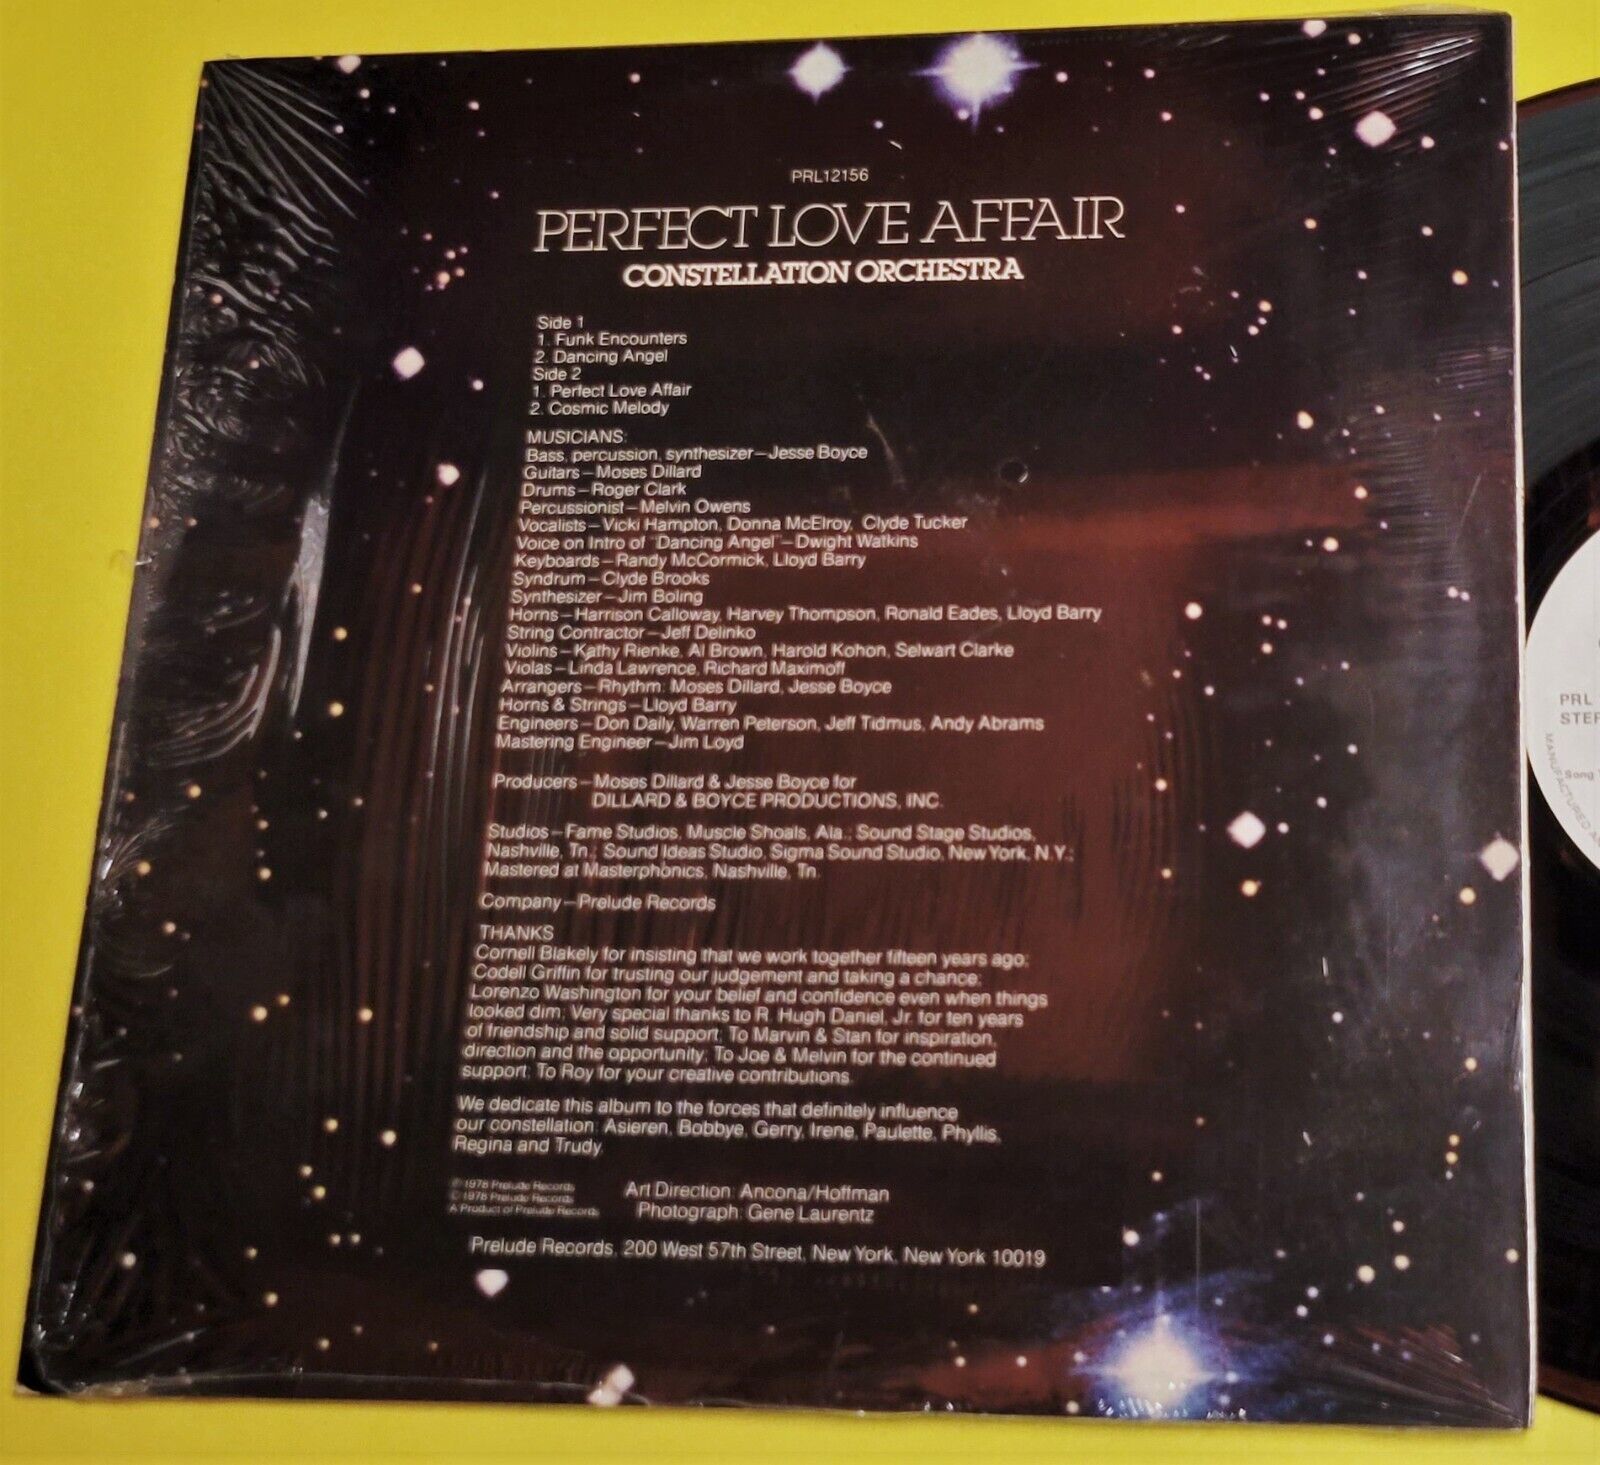 PRL12156
PERFECT LOVE AFFAIR
CONSTELLATION ORCHESTRA
Side 1
1. Funk Encounters
2. Dancing Angel
Side 2
1. Perfect Love Affair
2. Cosmic Melody
MUSICIANS:
Bass, percussion, synthesizer—Jesse Boyce
Guitars—Moses Dillard
Drums—Roger Clark
Percussionist—Melvin Owens
Vocalists—Vicki Hampton, Donna McElroy, Clyde Tucker
Voice on Intro of "Dancing Angel"—Dwight Watkins
Keyboards—Randy McCormick, Lloyd Barry
Syndrum—Clyde Brooks
Synthesizer—Jim Boling
Horns—Harrison Calloway, Harvey Thompson, Ronald Eades, Lloyd Barry
String Contractor—Jeff Delinko
Violins—Kathy Rienke, Al Brown, Harold Kohon, Selwart Clarke
Violas—Linda Lawrence, Richard Maximoff
Arrangers—Rhythm: Moses Dillard, Jesse Boyce
Horns & Strings—Lloyd Barry
Engineers—Don Daily, Warren Peterson, Jeff Tidmus, Andy Abrams
Mastering Engineer—Jim Loyd
Producers—Moses Dillard & Jesse Boyce for
DILLARD & BOYCE PRODUCTIONS, INC.
Studios—Fame Studios, Muscle Shoals, Ala.; Sound Stage Studios,
Nashville, Tn.; Sound Ideas Studio, Sigma Sound Studio, New York, N.Y.;
Mastered at Masterphonics, Nashville, Tn.
Company—Prelude Records
THANKS
Cornell Blakely for insisting that we work together fifteen years ago;
Codell Griffin for trusting our judgement and taking a chance;
Lorenzo Washington for your belief and confidence even when things
looked dim; Very special thanks to R. Hugh Daniel, Jr. for ten years
of friendship and solid support; To Marvin & Stan for inspiration,
direction and the opportunity; To Joe & Melvin for the continued
support; To Roy for your creative contributions.
We dedicate this album to the forces that definitely influence
our constellation: Asieren, Bobbye, Gerry, Irene, Paulette, Phyllis,
Regina and Trudy.
℗ 1978 Prelude Records
© 1978 Prelude Records
A Product of Prelude Records
Art Direction: Ancona/Hoffman
Photograph: Gene Laurentz
Prelude Records, 200 West 57th Street, New York, New York 10019
PRL
STER
Song
MANUFACTURED A